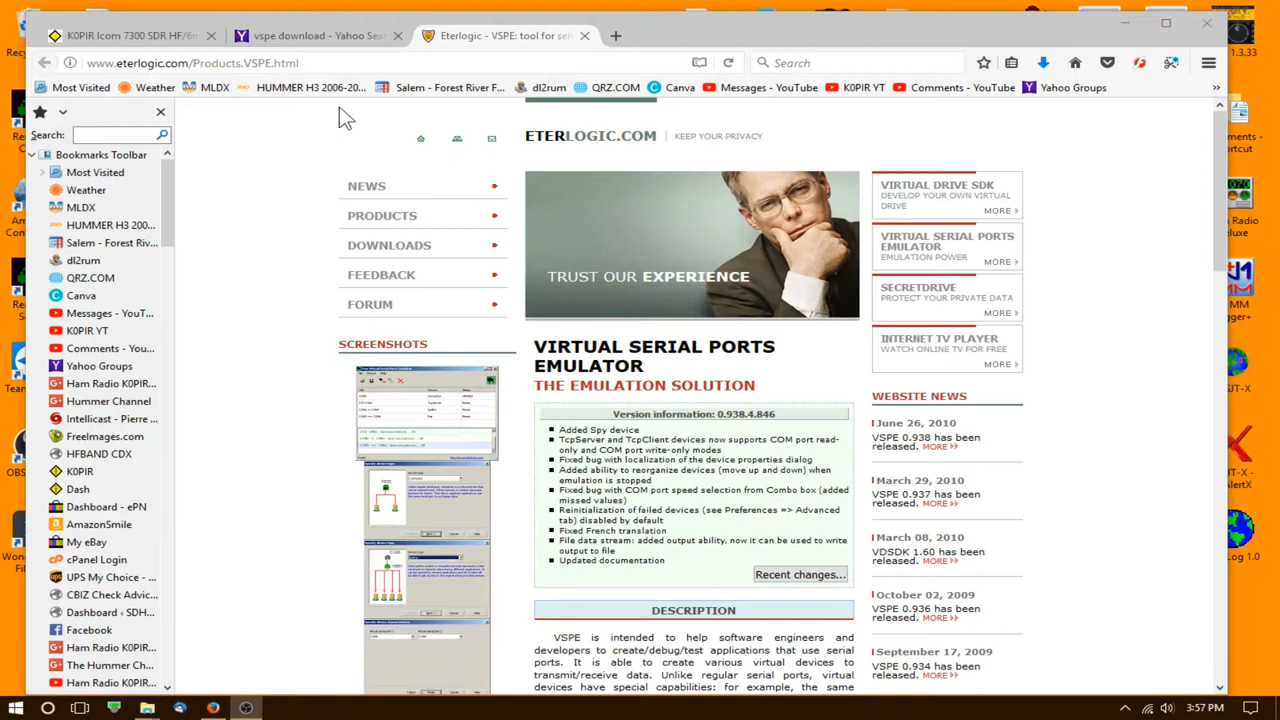 K0PIR Icom 7300 SDR HF/6m
vspe download - Yahoo Sea
Eterlogic - VSPE: tool for se
1.3.33
www.eterlogic.com/Products.VSPE.html
Search
Most Visited
Weather
MLDX
HUMMER H3 2006-20...
Salem - Forest River F...
dl2rum
QRZ.COM
Canva
Messages - YouTube
K0PIR YT
Comments - YouTube
Yahoo Groups
Search:
Bookmarks Toolbar
Most Visited
Weather
MLDX
HUMMER H3 200...
Salem - Forest Riv...
dl2rum
QRZ.COM
Canva
Messages - YouT...
K0PIR YT
Comments - YouT...
Yahoo Groups
Ham Radio K0PIR...
Hummer Channel
Intellicast - Pierre ...
FreeImages.com
HFBAND CDX
K0PIR
Dash
Dashboard - ePN
AmazonSmile
My eBay
cPanel Login
UPS My Choice - ...
CBIZ Check Advic...
Dashboard ‹ SDH...
Facebook
Ham Radio K0PIR...
The Hummer Ch...
Ham Radio K0PIR...
ETERLOGIC.COM
KEEP YOUR PRIVACY
NEWS
PRODUCTS
DOWNLOADS
FEEDBACK
FORUM
SCREENSHOTS
TRUST OUR EXPERIENCE
VIRTUAL SERIAL PORTS
EMULATOR
THE EMULATION SOLUTION
Version information: 0.938.4.846
Added Spy device
TcpServer and TcpClient devices now supports COM port read-
only and COM port write-only modes
Fixed bug with localization of the device properties dialog
Added ability to reorganize devices (move up and down) when
emulation is stopped
Fixed bug with COM port speed selection from Combo box (added
missed values)
Reinitialization of failed devices (see Preferences => Advanced
tab) disabled by default
Fixed French translation
File data stream: added output ability, now it can be used to write
output to file
Updated documentation
Recent changes...
DESCRIPTION
VSPE is intended to help software engineers and
developers to create/debug/test applications that use serial
ports. It is able to create various virtual devices to
transmit/receive data. Unlike regular serial ports, virtual
devices have special capabilities: for example, the same
VIRTUAL DRIVE SDK
DEVELOP YOUR OWN VIRTUAL
DRIVE
MORE
VIRTUAL SERIAL PORTS
EMULATOR
EMULATION POWER
MORE
SECRETDRIVE
PROTECT YOUR PRIVATE DATA
MORE
INTERNET TV PLAYER
WATCH ONLINE TV FOR FREE
MORE
WEBSITE NEWS
June 26, 2010
VSPE 0.938 has been
released. MORE
March 29, 2010
VSPE 0.937 has been
released. MORE
March 08, 2010
VDSDK 1.60 has been
released. MORE
October 02, 2009
VSPE 0.936 has been
released. MORE
September 17, 2009
VSPE 0.934 has been
released. MORE
3:57 PM